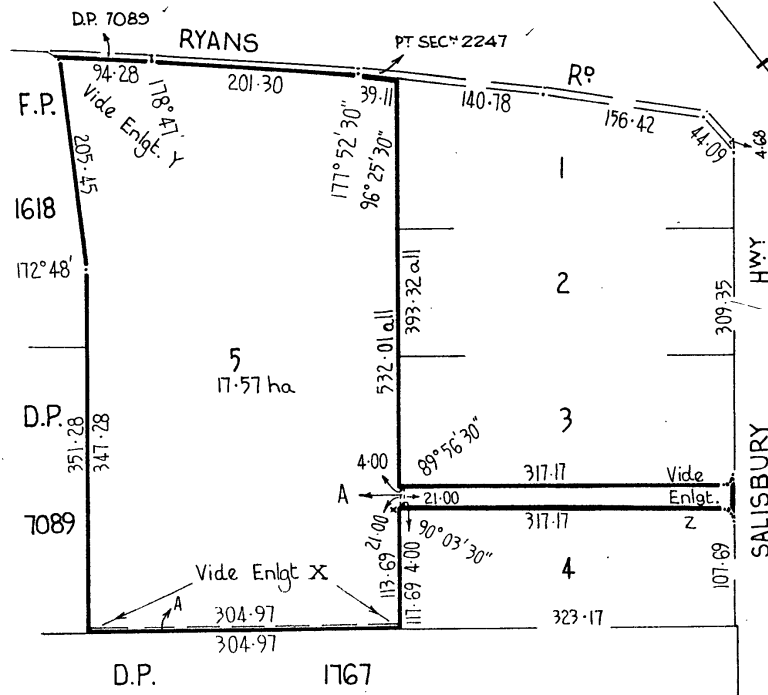 D.P. 7089
RYANS
PT SECN 2247
RD
94·28
201·30
39·11
140·78
156·42
44·09
4·68
F.P.
1618
205·45
172°48'
178°47'
Vide Enlgt. Y
177°52'30"
96°25'30"
1
2
3
393·32 all
532·01 all
309·35
HWY
SALISBURY
5
17·57 ha
D.P.
7089
351·28
347·28
4·00
89°56'30"
317·17
Vide
Enlgt.
Z
A
21·00
21·00
317·17
90°03'30"
113·69
117·69
4·00
4
107·69
323·17
Vide Enlgt X
A
304·97
304·97
D.P. 1767